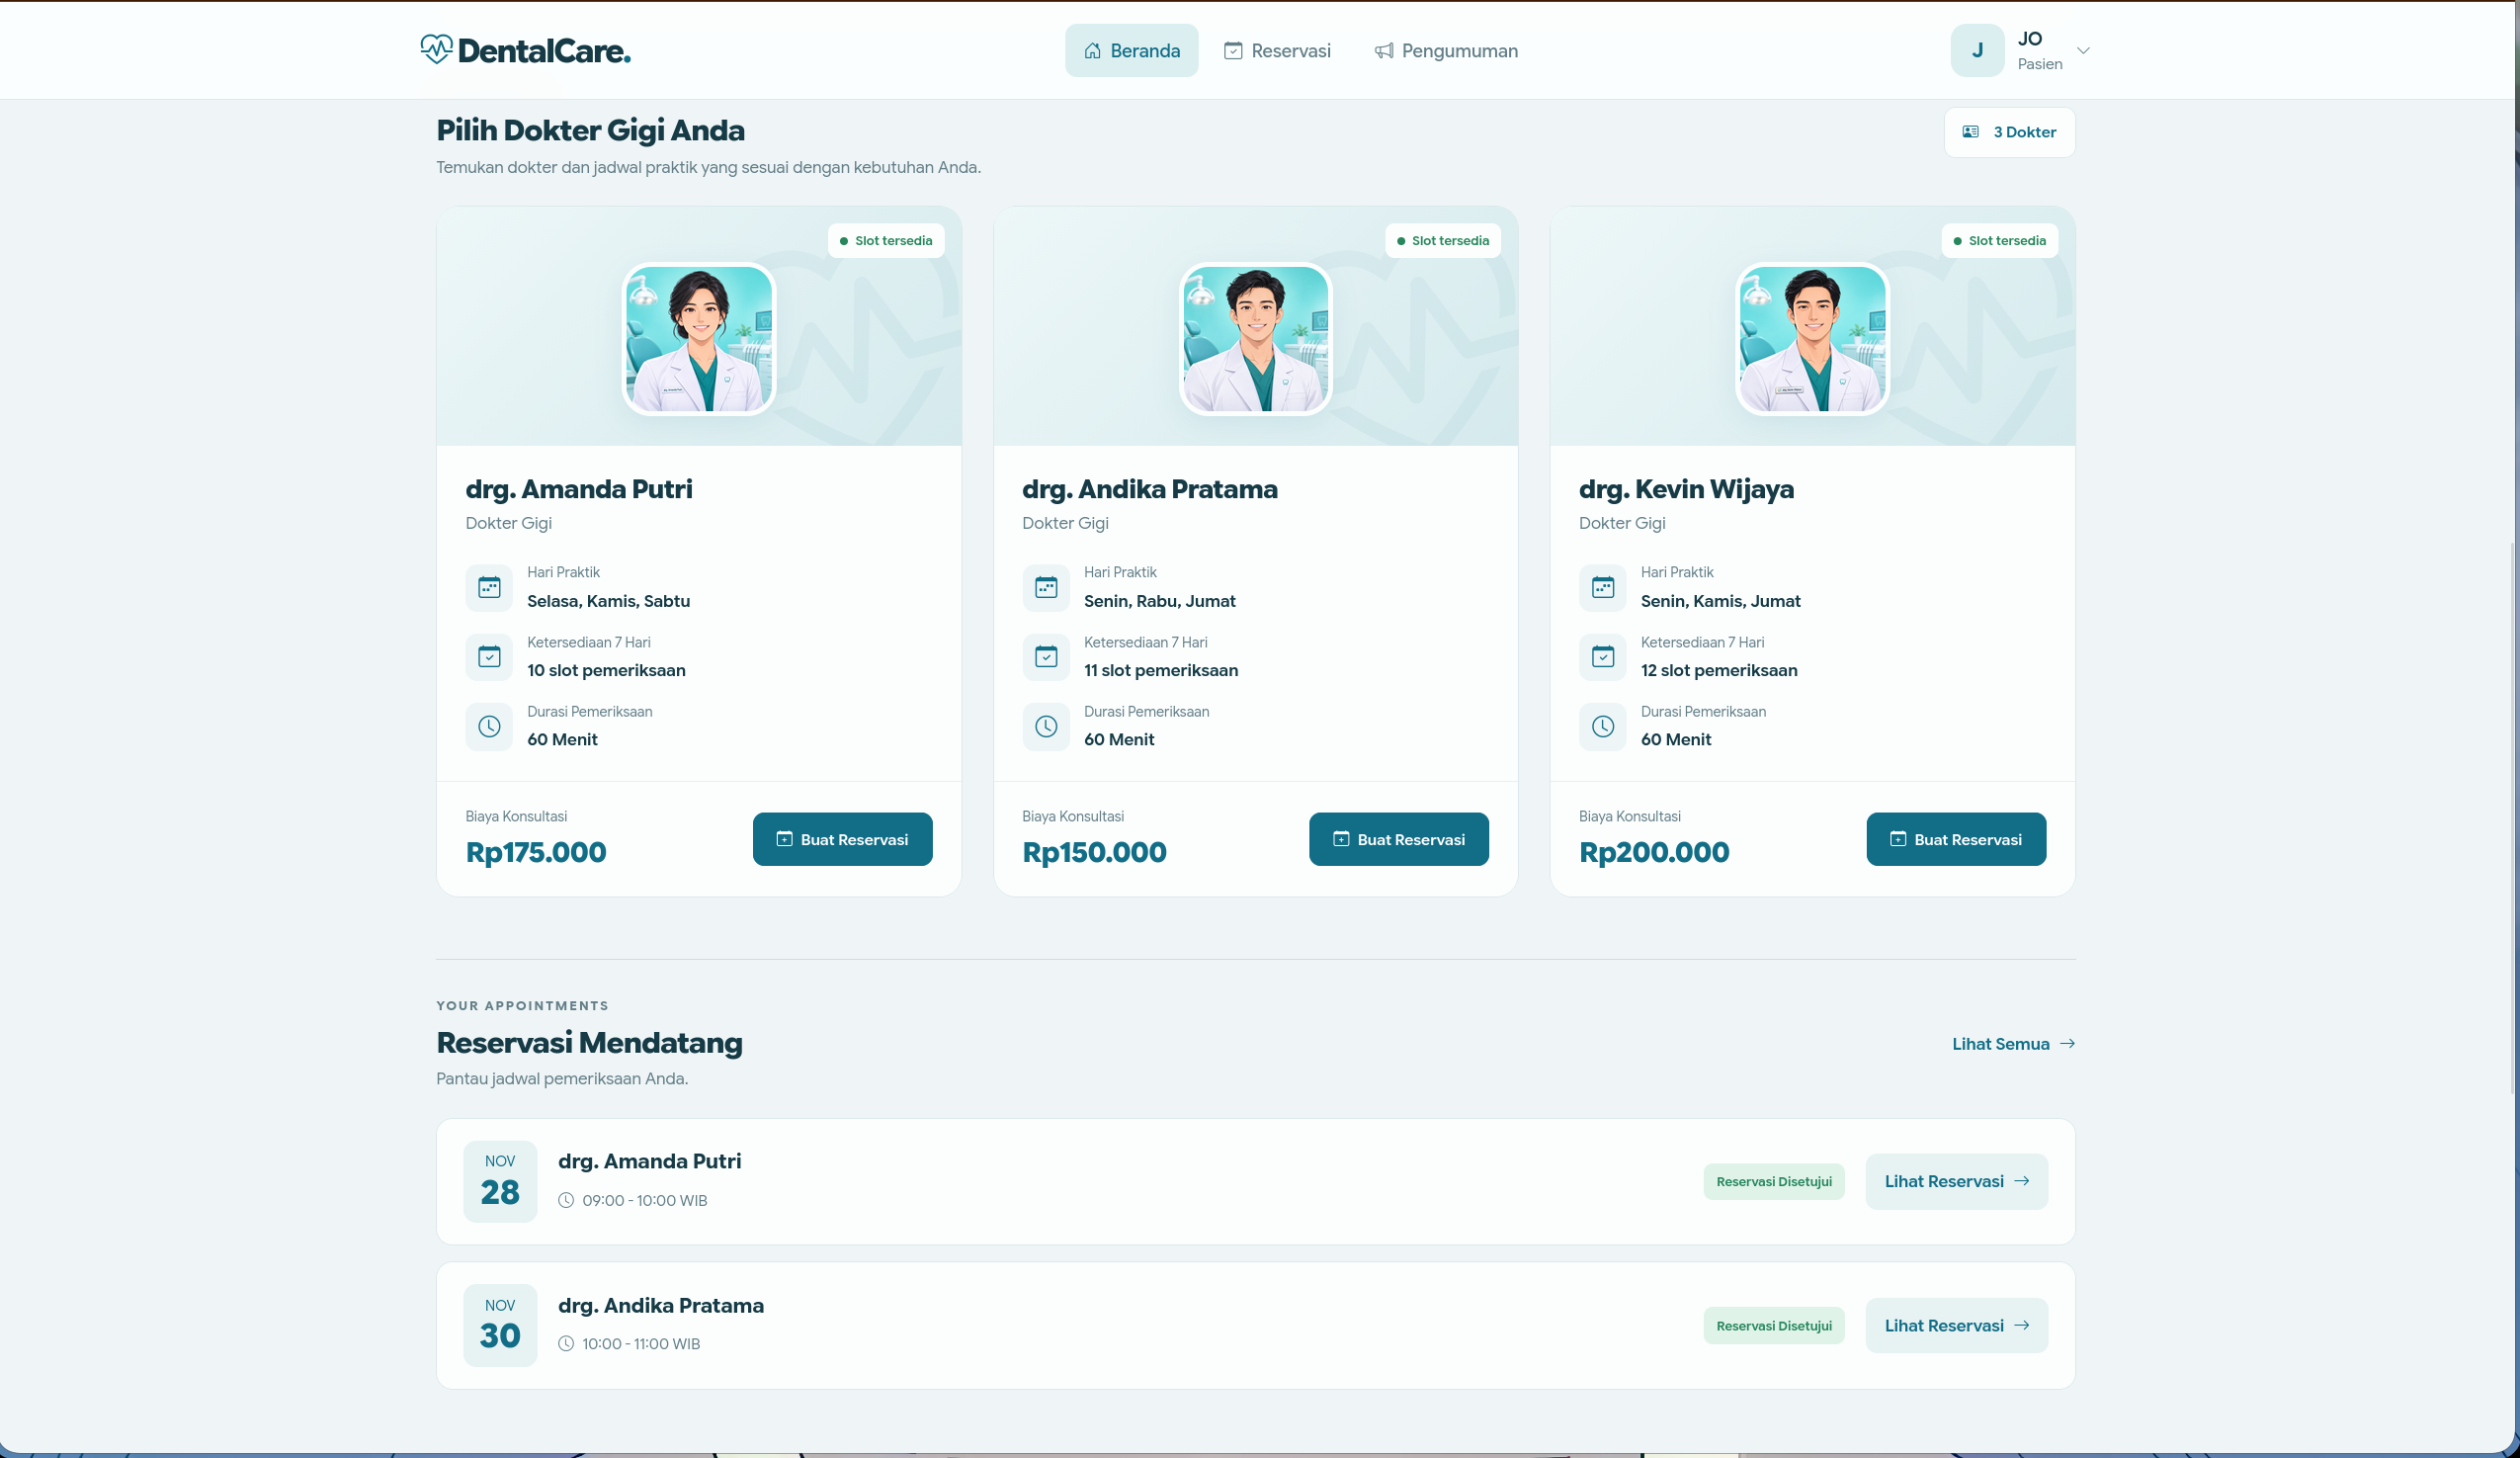 DentalCare.
Beranda
Reservasi
Pengumuman
J
JO
Pasien
Pilih Dokter Gigi Anda
Temukan dokter dan jadwal praktik yang sesuai dengan kebutuhan Anda.
3 Dokter
Slot tersedia
drg. Amanda Putri
Dokter Gigi
Hari Praktik
Selasa, Kamis, Sabtu
Ketersediaan 7 Hari
10 slot pemeriksaan
Durasi Pemeriksaan
60 Menit
Biaya Konsultasi
Rp175.000
Buat Reservasi
Slot tersedia
drg. Andika Pratama
Dokter Gigi
Hari Praktik
Senin, Rabu, Jumat
Ketersediaan 7 Hari
11 slot pemeriksaan
Durasi Pemeriksaan
60 Menit
Biaya Konsultasi
Rp150.000
Buat Reservasi
Slot tersedia
drg. Kevin Wijaya
Dokter Gigi
Hari Praktik
Senin, Kamis, Jumat
Ketersediaan 7 Hari
12 slot pemeriksaan
Durasi Pemeriksaan
60 Menit
Biaya Konsultasi
Rp200.000
Buat Reservasi
YOUR APPOINTMENTS
Reservasi Mendatang
Pantau jadwal pemeriksaan Anda.
Lihat Semua
NOV
28
drg. Amanda Putri
09:00 - 10:00 WIB
Reservasi Disetujui
Lihat Reservasi
NOV
30
drg. Andika Pratama
10:00 - 11:00 WIB
Reservasi Disetujui
Lihat Reservasi